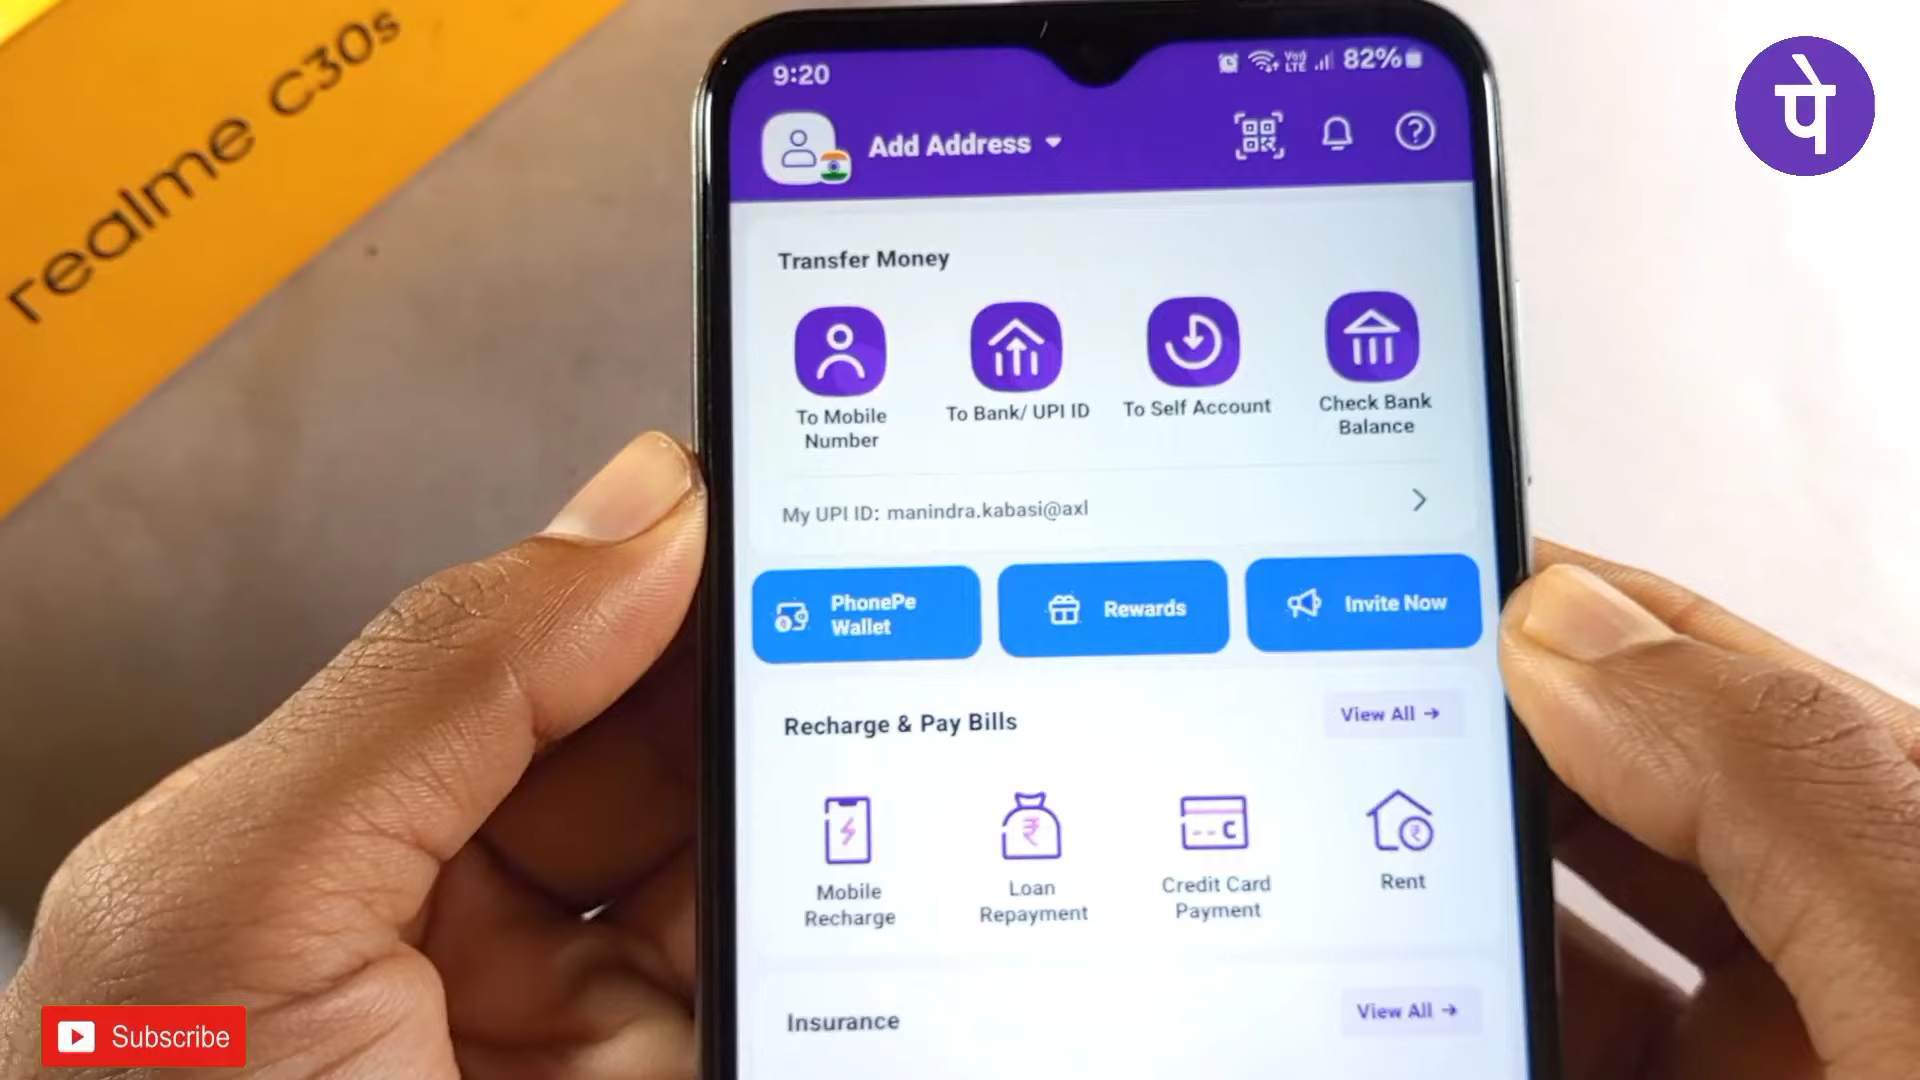 realme C30s
9:20
Vo) LTE
82%
पे
Add Address
Transfer Money
To Mobile
Number
To Bank/ UPI ID
To Self Account
Check Bank
Balance
My UPI ID: manindra.kabasi@axl
PhonePe
Wallet
Rewards
Invite Now
Recharge & Pay Bills
View All →
Mobile
Recharge
Loan
Repayment
Credit Card
Payment
Rent
Insurance
View All →
Subscribe